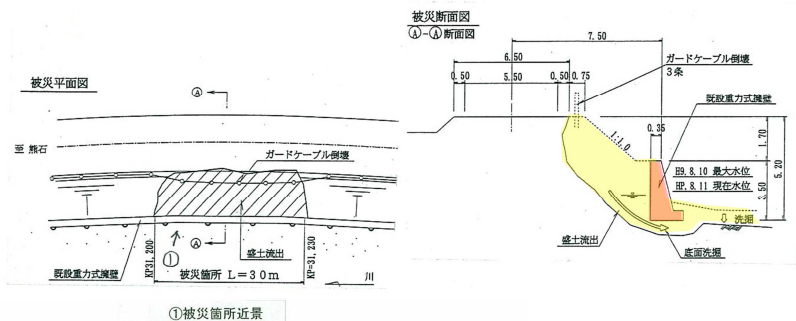 被災平面図
Ⓐ
至 熊石
ガードケーブル倒壊
既設重力式擁壁
①
Ⓐ
盛土流出
KP31,200
KP=31,230
被災箇所 L=30m
川
①被災箇所近景
被災断面図
Ⓐ-Ⓐ断面図
7.50
6.50
0.50
5.50
0.50
0.75
ガードケーブル倒壊
3条
既設重力式擁壁
1:1.0
0.35
1.70
5.20
3.50
H9.8.10 最大水位
HP.8.11 現在水位
洗掘
盛土流出
底面洗掘